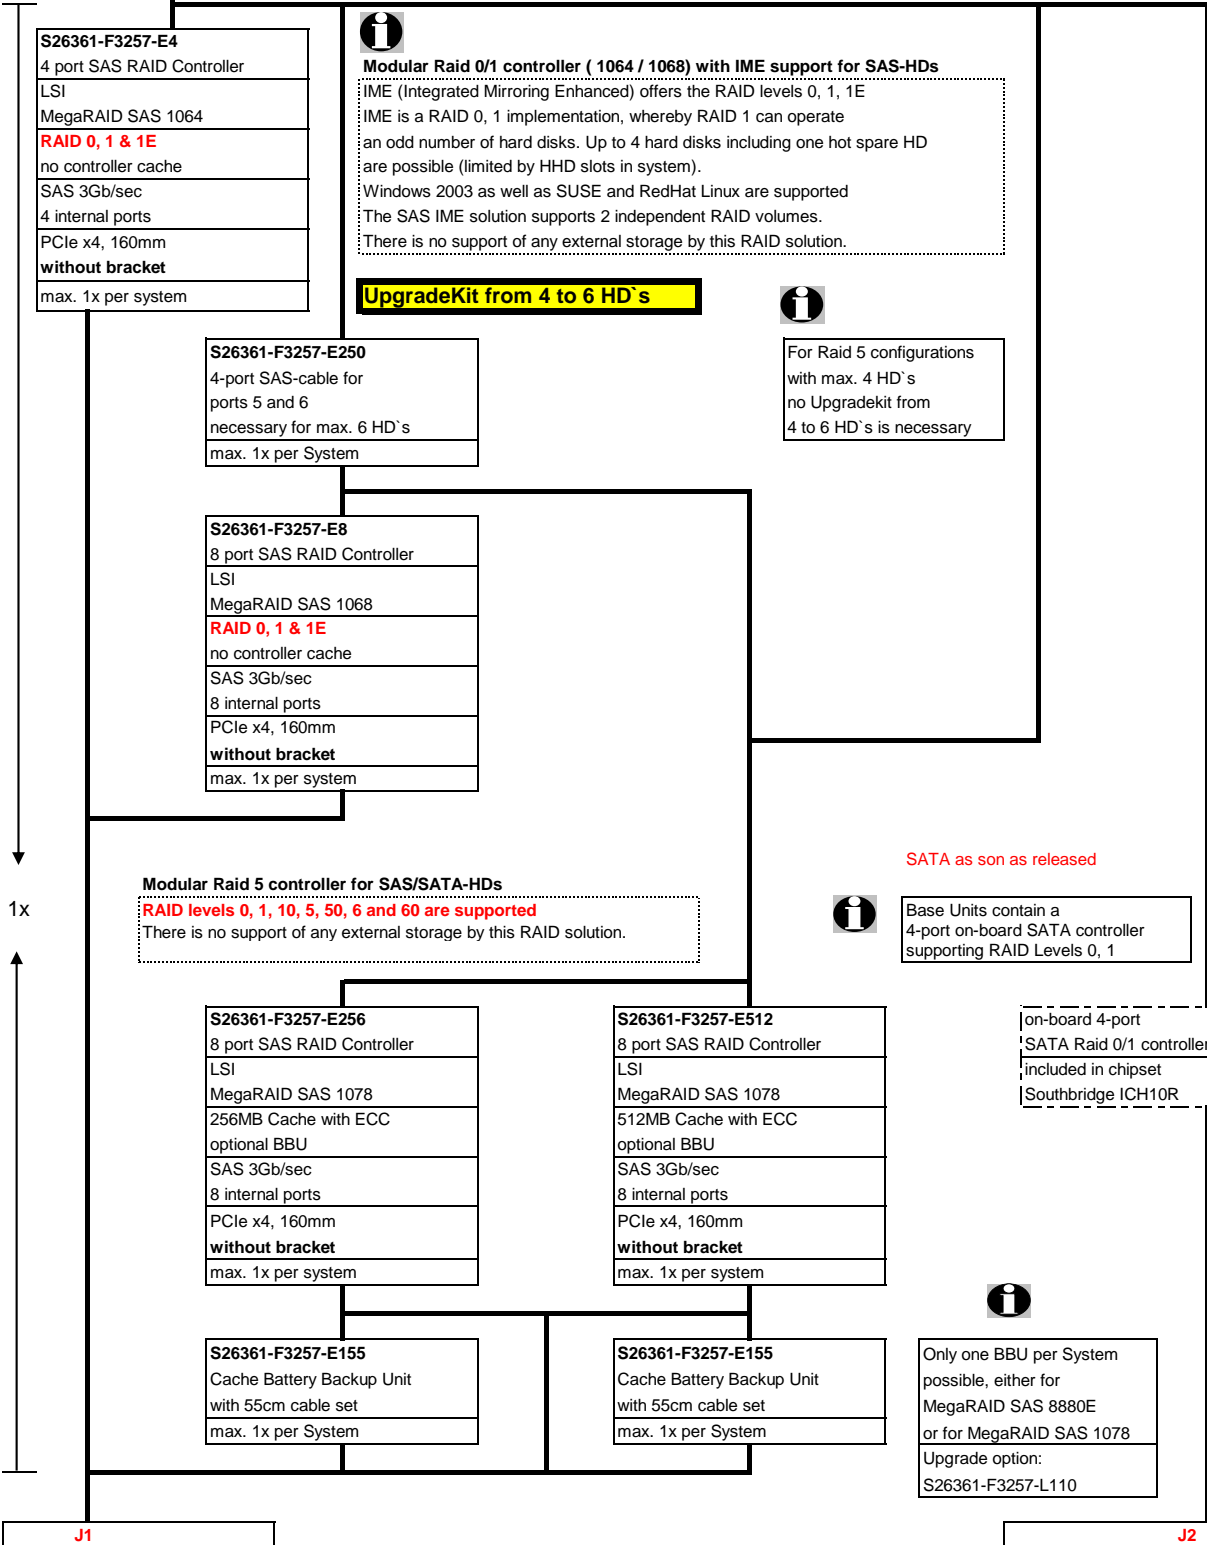 S26361-F3257-E4
4 port SAS RAID Controller
LSI
MegaRAID SAS 1064
RAID 0, 1 & 1E
no controller cache
SAS 3Gb/sec
4 internal ports
PCIe x4, 160mm
without bracket
max. 1x per system
Modular Raid 0/1 controller ( 1064 / 1068) with IME support for SAS-HDs
IME (Integrated Mirroring Enhanced) offers the RAID levels 0, 1, 1E
IME is a RAID 0, 1 implementation, whereby RAID 1 can operate
an odd number of hard disks. Up to 4 hard disks including one hot spare HD
are possible (limited by HHD slots in system).
Windows 2003 as well as SUSE and RedHat Linux are supported
The SAS IME solution supports 2 independent RAID volumes.
There is no support of any external storage by this RAID solution.
UpgradeKit from 4 to 6 HD`s
S26361-F3257-E250
4-port SAS-cable for
ports 5 and 6
necessary for max. 6 HD`s
max. 1x per System
For Raid 5 configurations
with max. 4 HD`s
no Upgradekit from
4 to 6 HD`s is necessary
S26361-F3257-E8
8 port SAS RAID Controller
LSI
MegaRAID SAS 1068
RAID 0, 1 & 1E
no controller cache
SAS 3Gb/sec
8 internal ports
PCIe x4, 160mm
without bracket
max. 1x per system
SATA as son as released
1x
Modular Raid 5 controller for SAS/SATA-HDs
RAID levels 0, 1, 10, 5, 50, 6 and 60 are supported
There is no support of any external storage by this RAID solution.
Base Units contain a
4-port on-board SATA controller
supporting RAID Levels 0, 1
S26361-F3257-E256
8 port SAS RAID Controller
LSI
MegaRAID SAS 1078
256MB Cache with ECC
optional BBU
SAS 3Gb/sec
8 internal ports
PCIe x4, 160mm
without bracket
max. 1x per system
S26361-F3257-E512
8 port SAS RAID Controller
LSI
MegaRAID SAS 1078
512MB Cache with ECC
optional BBU
SAS 3Gb/sec
8 internal ports
PCIe x4, 160mm
without bracket
max. 1x per system
on-board 4-port
SATA Raid 0/1 controller
included in chipset
Southbridge ICH10R
S26361-F3257-E155
Cache Battery Backup Unit
with 55cm cable set
max. 1x per System
S26361-F3257-E155
Cache Battery Backup Unit
with 55cm cable set
max. 1x per System
Only one BBU per System
possible, either for
MegaRAID SAS 8880E
or for MegaRAID SAS 1078
Upgrade option:
S26361-F3257-L110
J1
J2